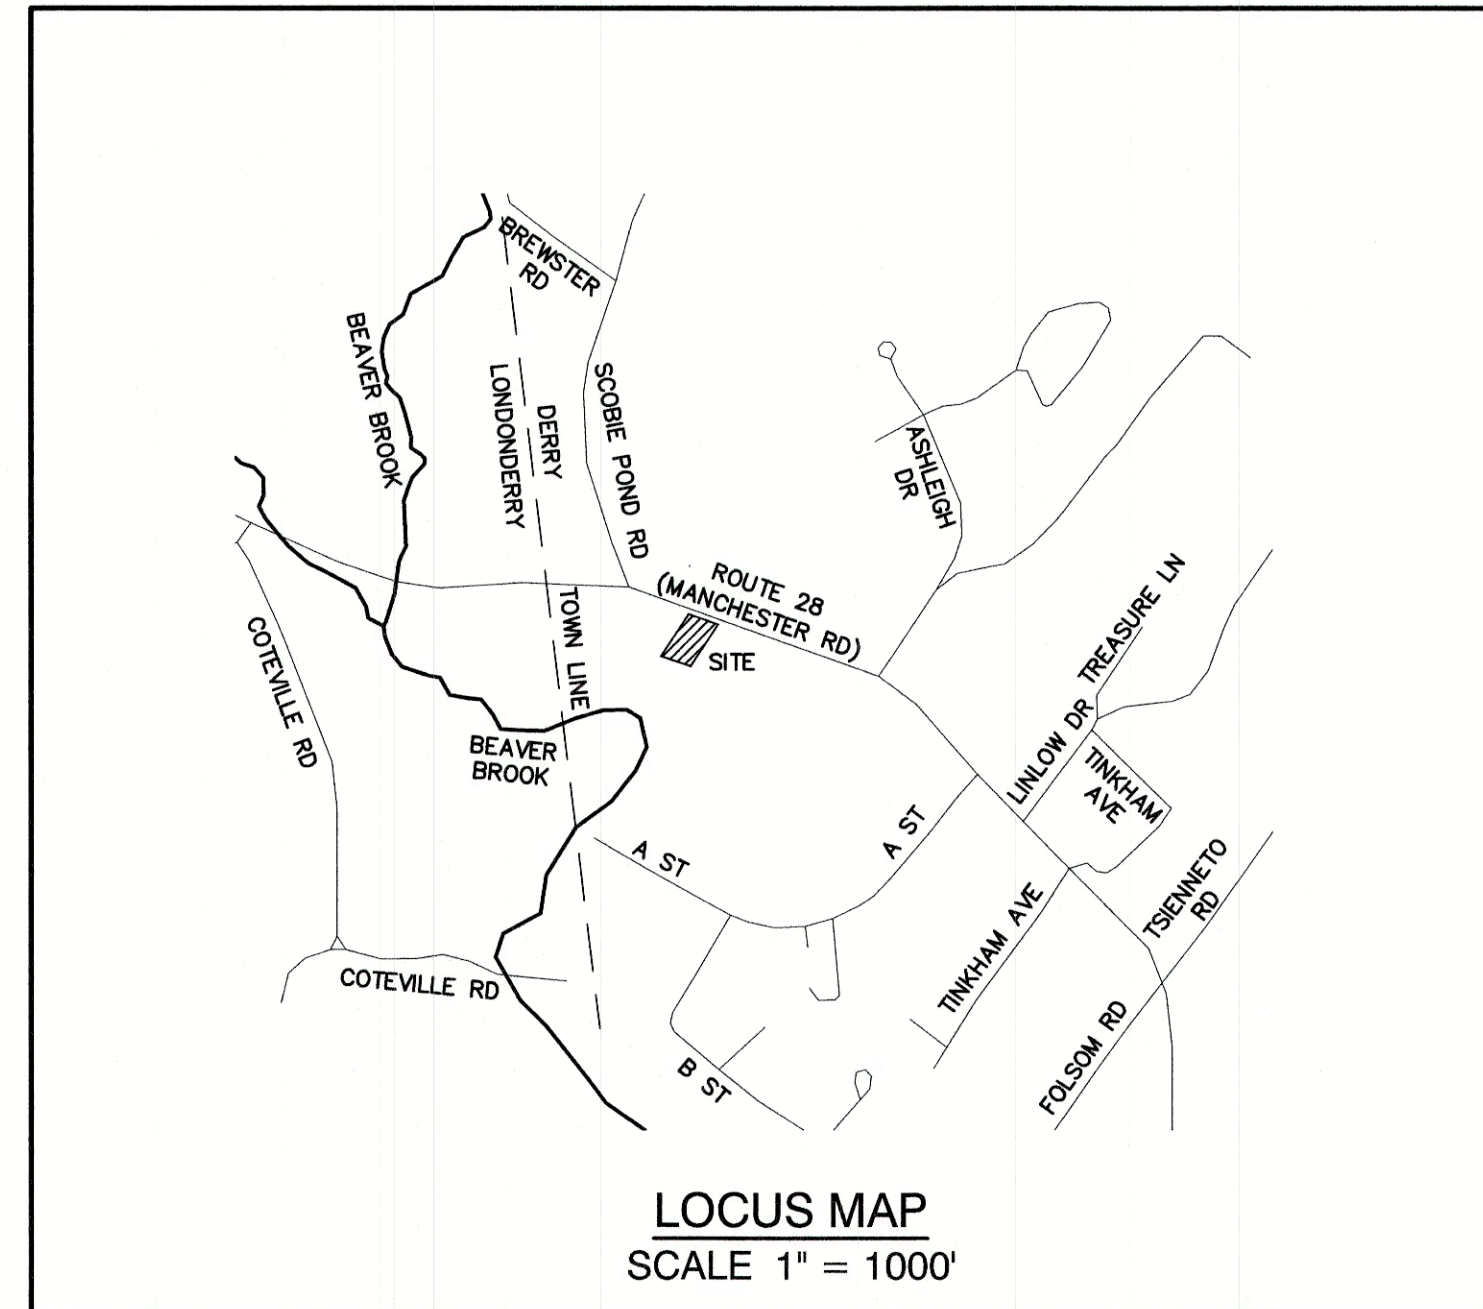 BREWSTER
RD
BEAVER BROOK
LONDONDERRY
DERRY
SCOBIE POND RD
ASHLEIGH
DR
ROUTE 28
(MANCHESTER RD)
TREASURE LN
TOWN LINE
SITE
COTEVILLE RD
LINLOW DR
BEAVER
BROOK
TINKHAM
AVE
A ST
A ST
TSIENNETO
RD
TINKHAM AVE
COTEVILLE RD
FOLSOM RD
B ST
LOCUS MAP
SCALE 1" = 1000'